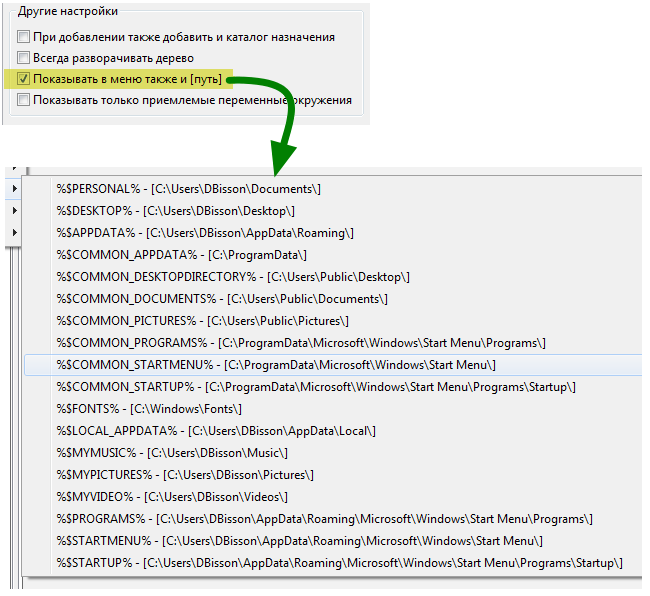 Другие настройки
При добавлении также добавить и каталог назначения
Всегда разворачивать дерево
Показывать в меню также и [путь]
Показывать только приемлемые переменные окружения
%$PERSONAL% - [C:\Users\DBisson\Documents\]
%$DESKTOP% - [C:\Users\DBisson\Desktop\]
%$APPDATA% - [C:\Users\DBisson\AppData\Roaming\]
%$COMMON_APPDATA% - [C:\ProgramData\]
%$COMMON_DESKTOPDIRECTORY% - [C:\Users\Public\Desktop\]
%$COMMON_DOCUMENTS% - [C:\Users\Public\Documents\]
%$COMMON_PICTURES% - [C:\Users\Public\Pictures\]
%$COMMON_PROGRAMS% - [C:\ProgramData\Microsoft\Windows\Start Menu\Programs\]
%$COMMON_STARTMENU% - [C:\ProgramData\Microsoft\Windows\Start Menu\]
%$COMMON_STARTUP% - [C:\ProgramData\Microsoft\Windows\Start Menu\Programs\Startup\]
%$FONTS% - [C:\Windows\Fonts\]
%$LOCAL_APPDATA% - [C:\Users\DBisson\AppData\Local\]
%$MYMUSIC% - [C:\Users\DBisson\Music\]
%$MYPICTURES% - [C:\Users\DBisson\Pictures\]
%$MYVIDEO% - [C:\Users\DBisson\Videos\]
%$PROGRAMS% - [C:\Users\DBisson\AppData\Roaming\Microsoft\Windows\Start Menu\Programs\]
%$STARTMENU% - [C:\Users\DBisson\AppData\Roaming\Microsoft\Windows\Start Menu\]
%$STARTUP% - [C:\Users\DBisson\AppData\Roaming\Microsoft\Windows\Start Menu\Programs\Startup\]